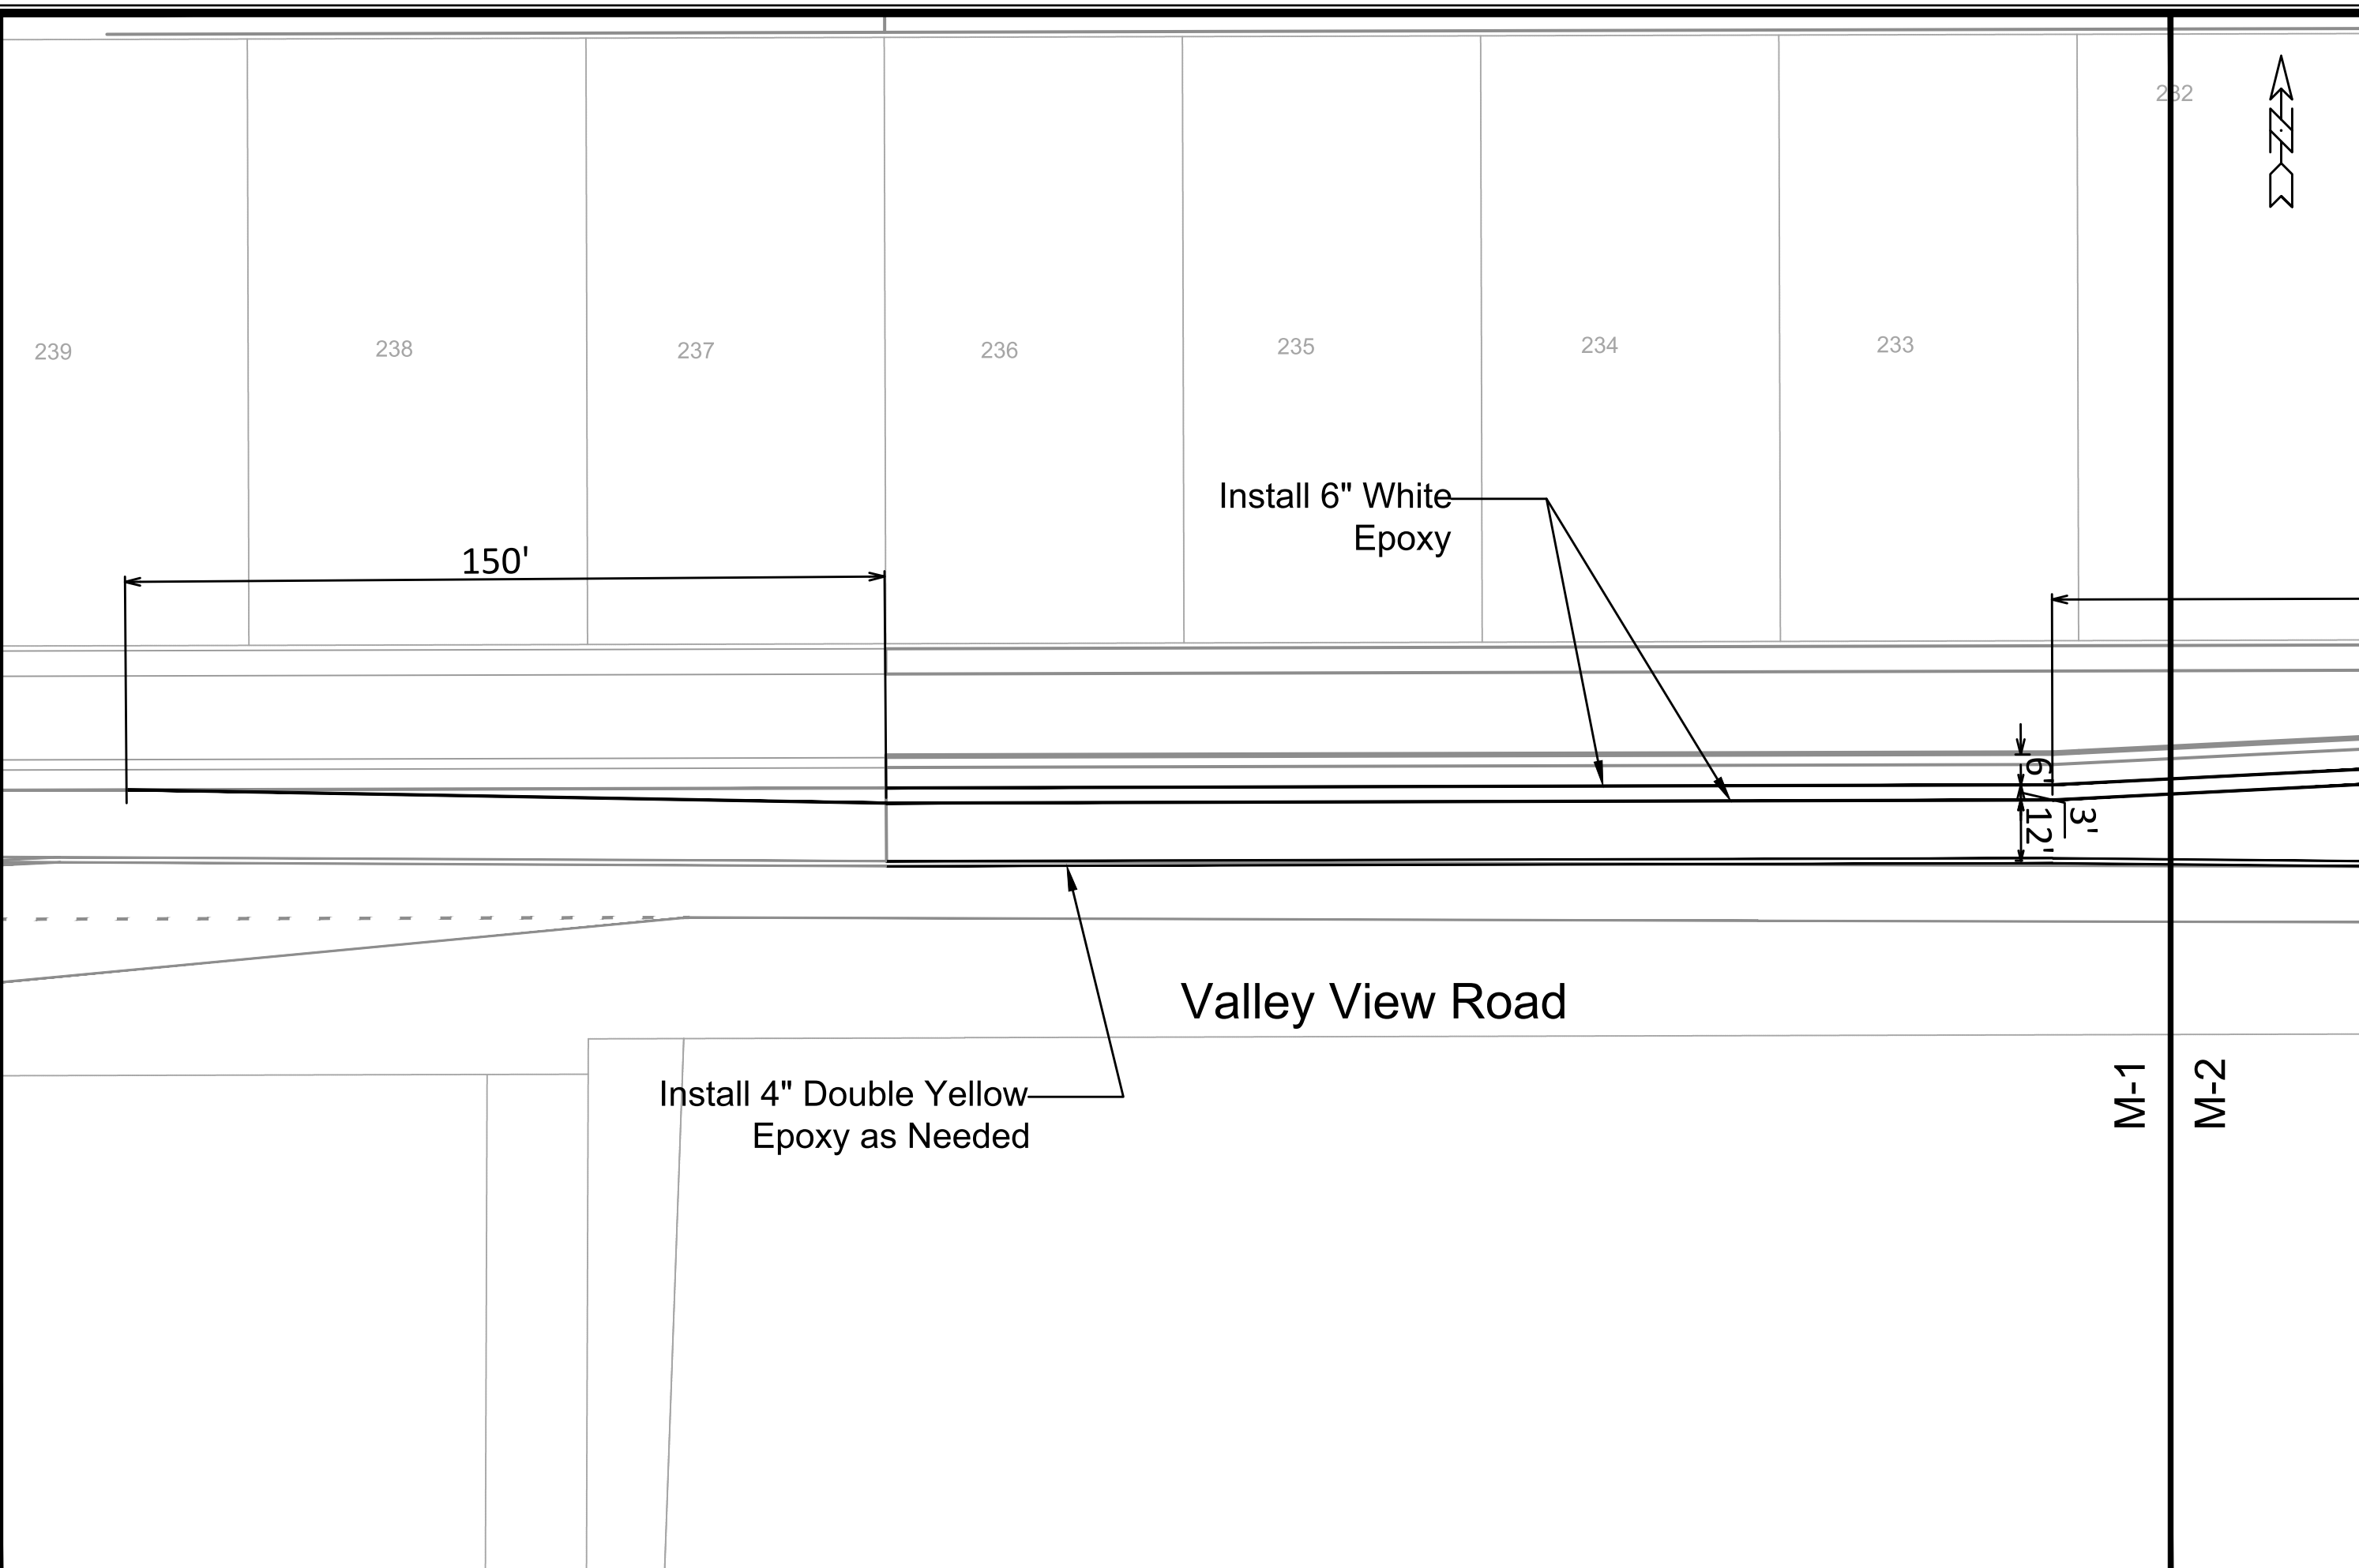 232
239
238
237
236
235
234
233
Install 6" White
Epoxy
150'
6'
3'
12'
Valley View Road
Install 4" Double Yellow
Epoxy as Needed
M-1
M-2
N